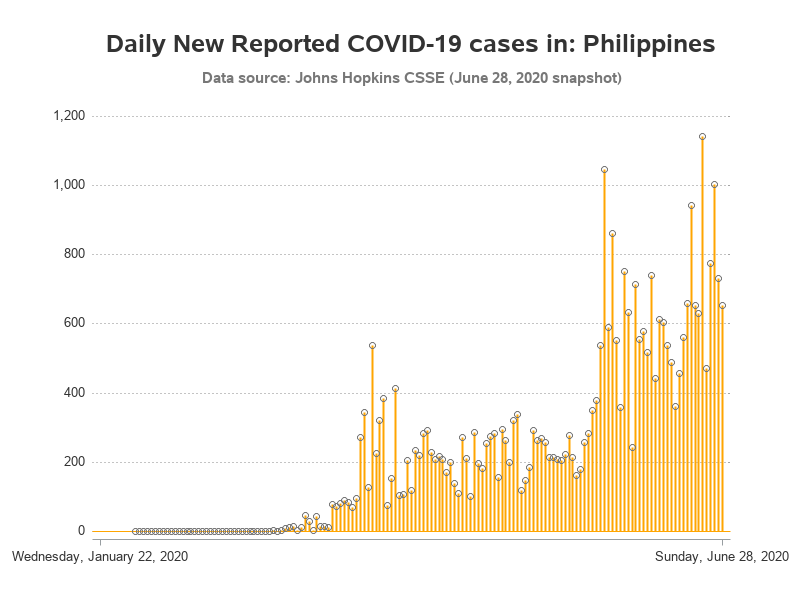 Daily New Reported COVID-19 cases in: Philippines
Data source: Johns Hopkins CSSE (June 28, 2020 snapshot)
1,200
1,000
800
600
400
200
0
Wednesday, January 22, 2020
Sunday, June 28, 2020